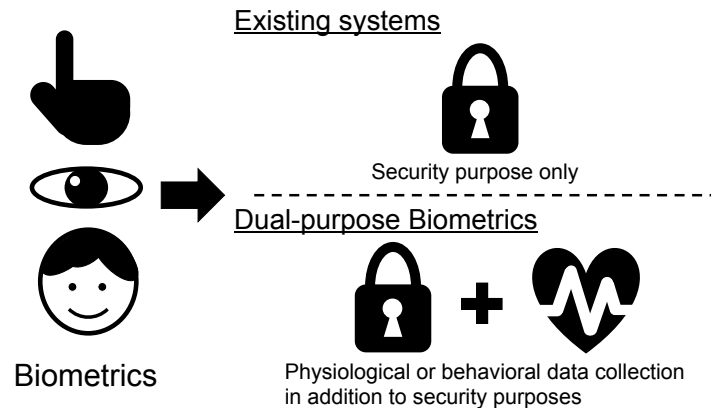 Existing systems
Security purpose only
Dual-purpose Biometrics
Biometrics
Physiological or behavioral data collection
in addition to security purposes